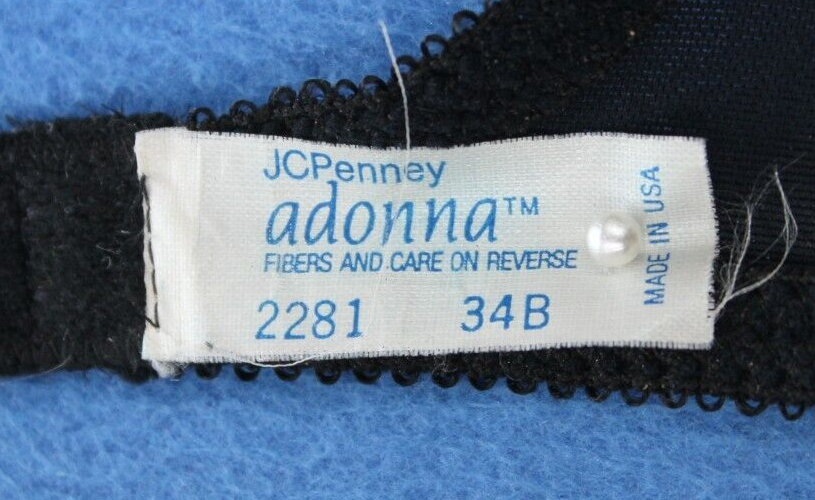 JCPenney
adonna™
FIBERS AND CARE ON REVERSE
2281 34B
MADE IN USA